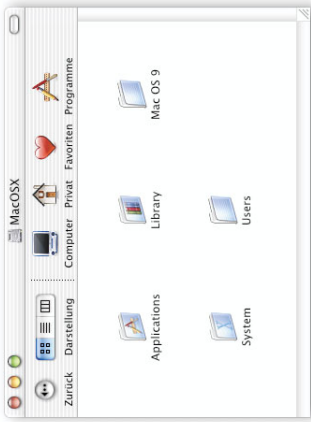 MacOSX
Zurück Darstellung Computer Privat Favoriten Programme
Applications Library Mac OS 9
System Users